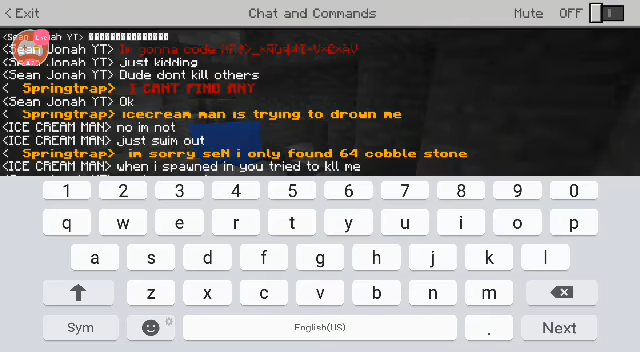 < Exit
Chat and Commands
Mute OFF
<Sean Jonah YT>
<Sean Jonah YT> Im gonna code
<Sean Jonah YT> just kidding
<Sean Jonah YT> Dude dont kill others
< Springtrap> I CANT FIND ANY
<Sean Jonah YT> Ok
< Springtrap> icecream man is trying to drown me
<ICE CREAM MAN> no im not
<ICE CREAM MAN> just swim out
< Springtrap> im sorry seN i only found 64 cobble stone
<ICE CREAM MAN> when i spawned in you tried to kll me
1 2 3 4 5 6 7 8 9 0
q w e r t y u i o p
a s d f g h j k l
z x c v b n m
Sym English(US) . Next